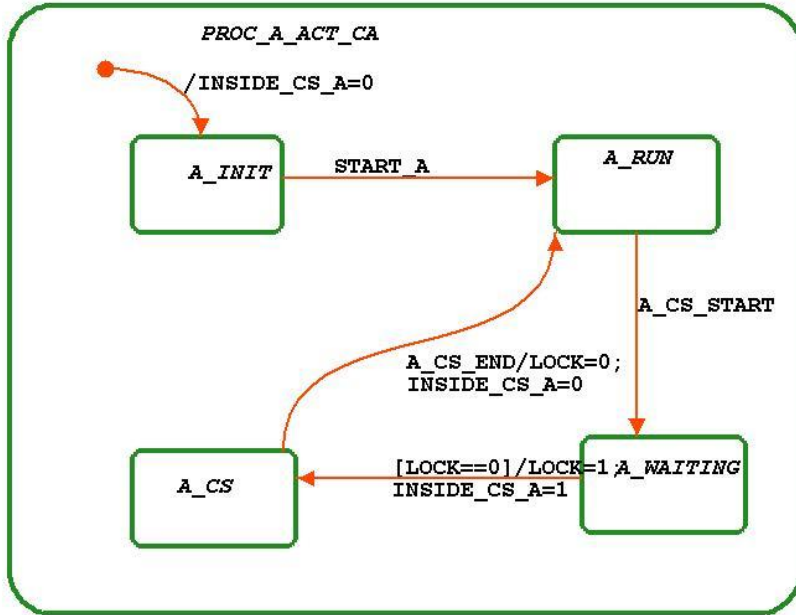 PROC_A_ACT_CA
/INSIDE_CS_A=0
A_INIT
START_A
A_RUN
A_CS_START
A_CS_END/LOCK=0;
INSIDE_CS_A=0
A_CS
[LOCK==0]/LOCK=1;
INSIDE_CS_A=1
A_WAITING